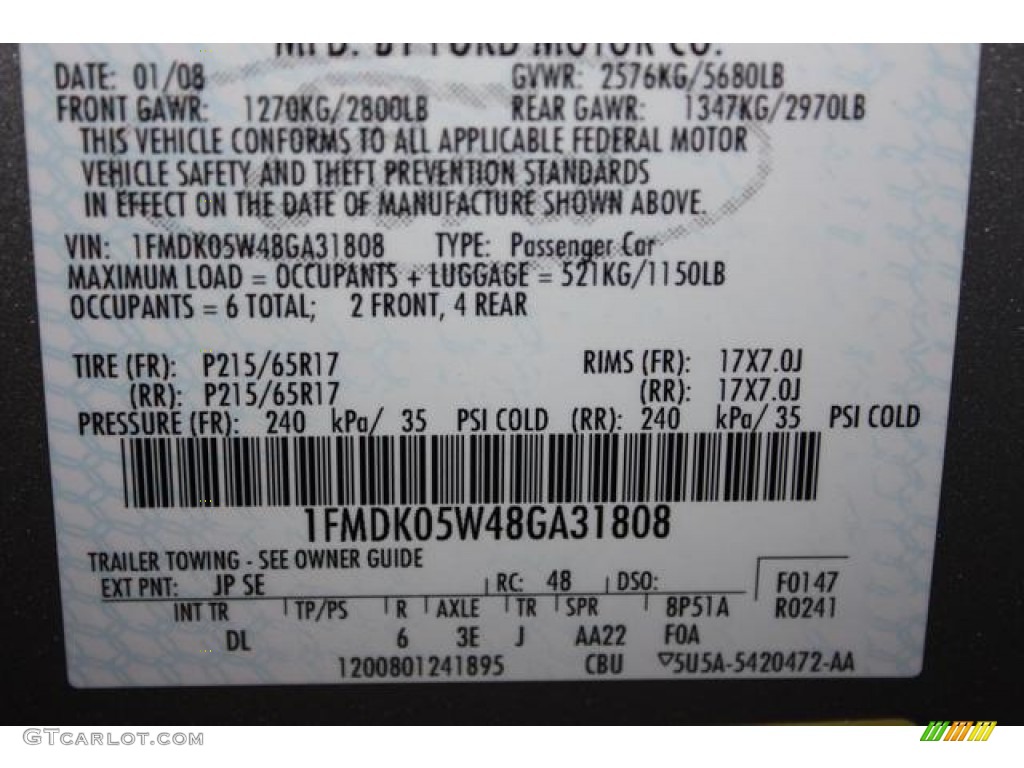 MFD. BY FORD MOTOR CO.
DATE: 01/08 GVWR: 2576KG/5680LB
FRONT GAWR: 1270KG/2800LB REAR GAWR: 1347KG/2970LB
THIS VEHICLE CONFORMS TO ALL APPLICABLE FEDERAL MOTOR
VEHICLE SAFETY AND THEFT PREVENTION STANDARDS
IN EFFECT ON THE DATE OF MANUFACTURE SHOWN ABOVE.
VIN: 1FMDK05W48GA31808 TYPE: Passenger Car
MAXIMUM LOAD = OCCUPANTS + LUGGAGE = 521KG/1150LB
OCCUPANTS = 6 TOTAL; 2 FRONT, 4 REAR
TIRE (FR): P215/65R17 RIMS (FR): 17X7.0J
(RR): P215/65R17 (RR): 17X7.0J
PRESSURE (FR): 240 kPa/ 35 PSI COLD (RR): 240 kPa/ 35 PSI COLD
1FMDK05W48GA31808
TRAILER TOWING - SEE OWNER GUIDE
EXT PNT: JP SE RC: 48 DSO: F0147
INT TR TP/PS R AXLE TR SPR 8P51A R0241
DL 6 3E J AA22 FOA
1200801241895 CBU ▽5U5A-5420472-AA
GTcarlot.com